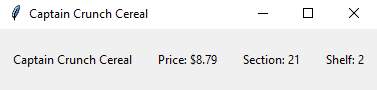 Captain Crunch Cereal
Captain Crunch Cereal Price: $8.79 Section: 21 Shelf: 2